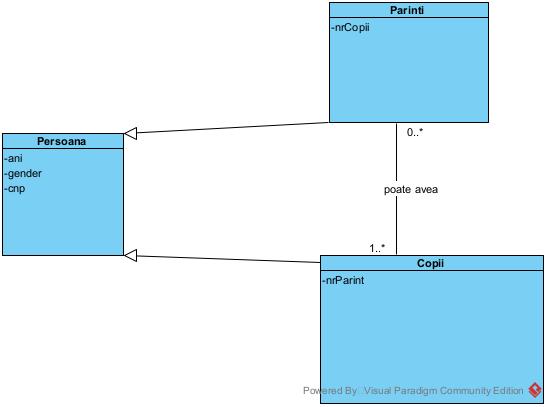 Parinti
-nrCopii
Persoana
-ani
-gender
-cnp
0..*
poate avea
1..*
Copii
-nrParint
Powered By Visual Paradigm Community Edition